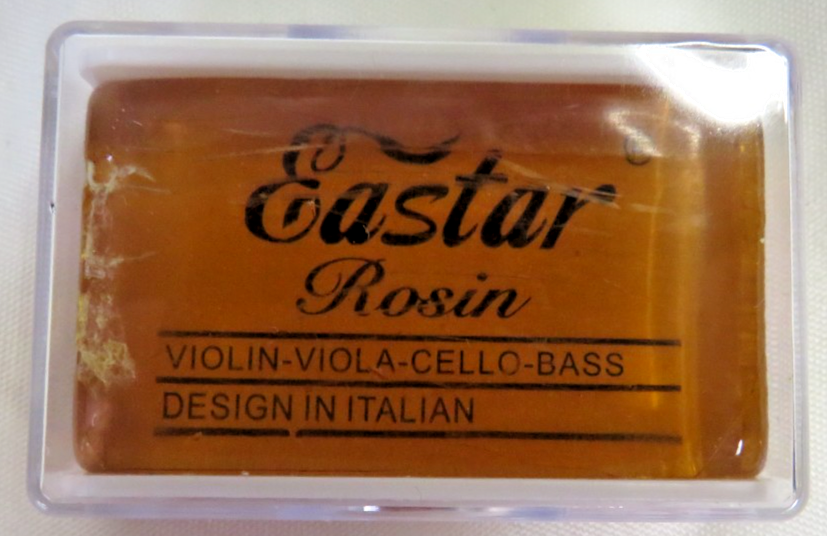 Eastar
Rosin
VIOLIN-VIOLA-CELLO-BASS
DESIGN IN ITALIAN